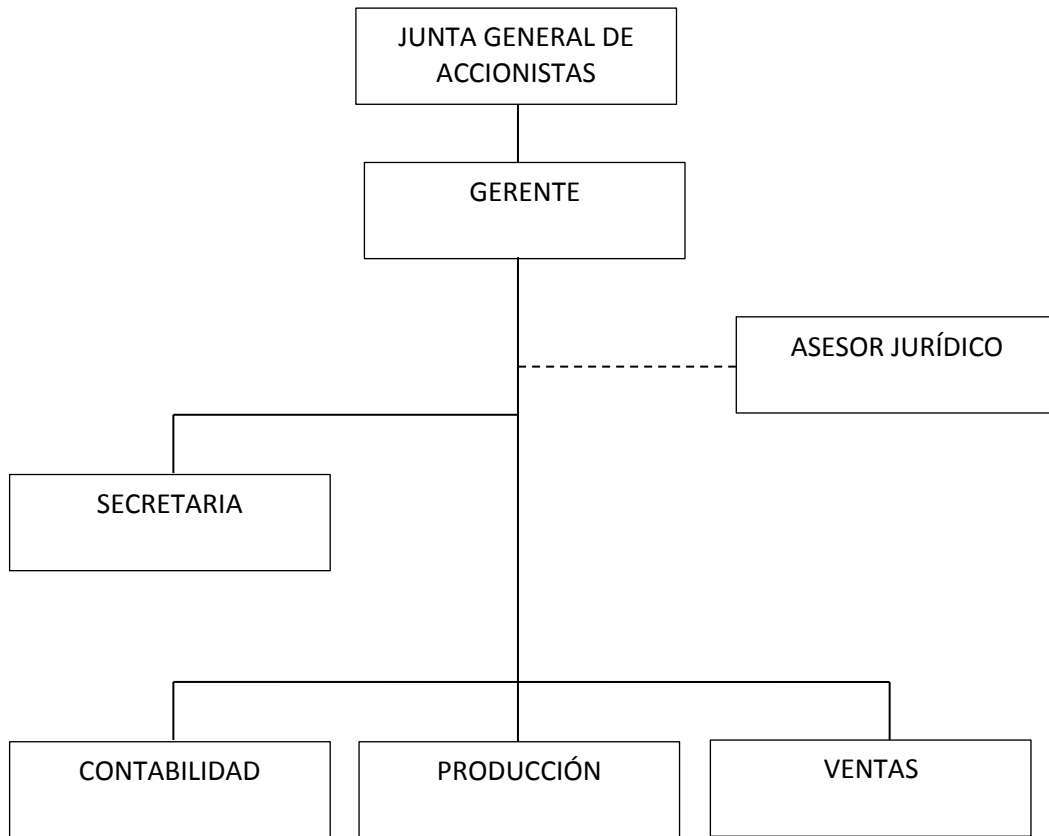 JUNTA GENERAL DE
ACCIONISTAS
GERENTE
ASESOR JURÍDICO
SECRETARIA
CONTABILIDAD
PRODUCCIÓN
VENTAS